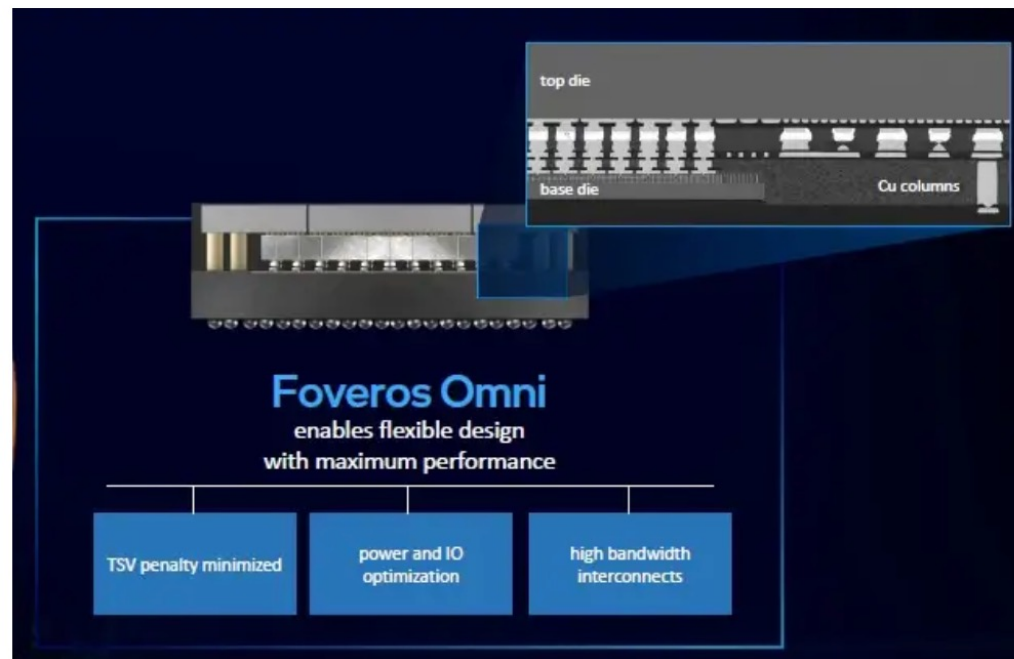 top die
base die
Cu columns
Foveros Omni
enables flexible design
with maximum performance
TSV penalty minimized
power and IO
optimization
high bandwidth
interconnects